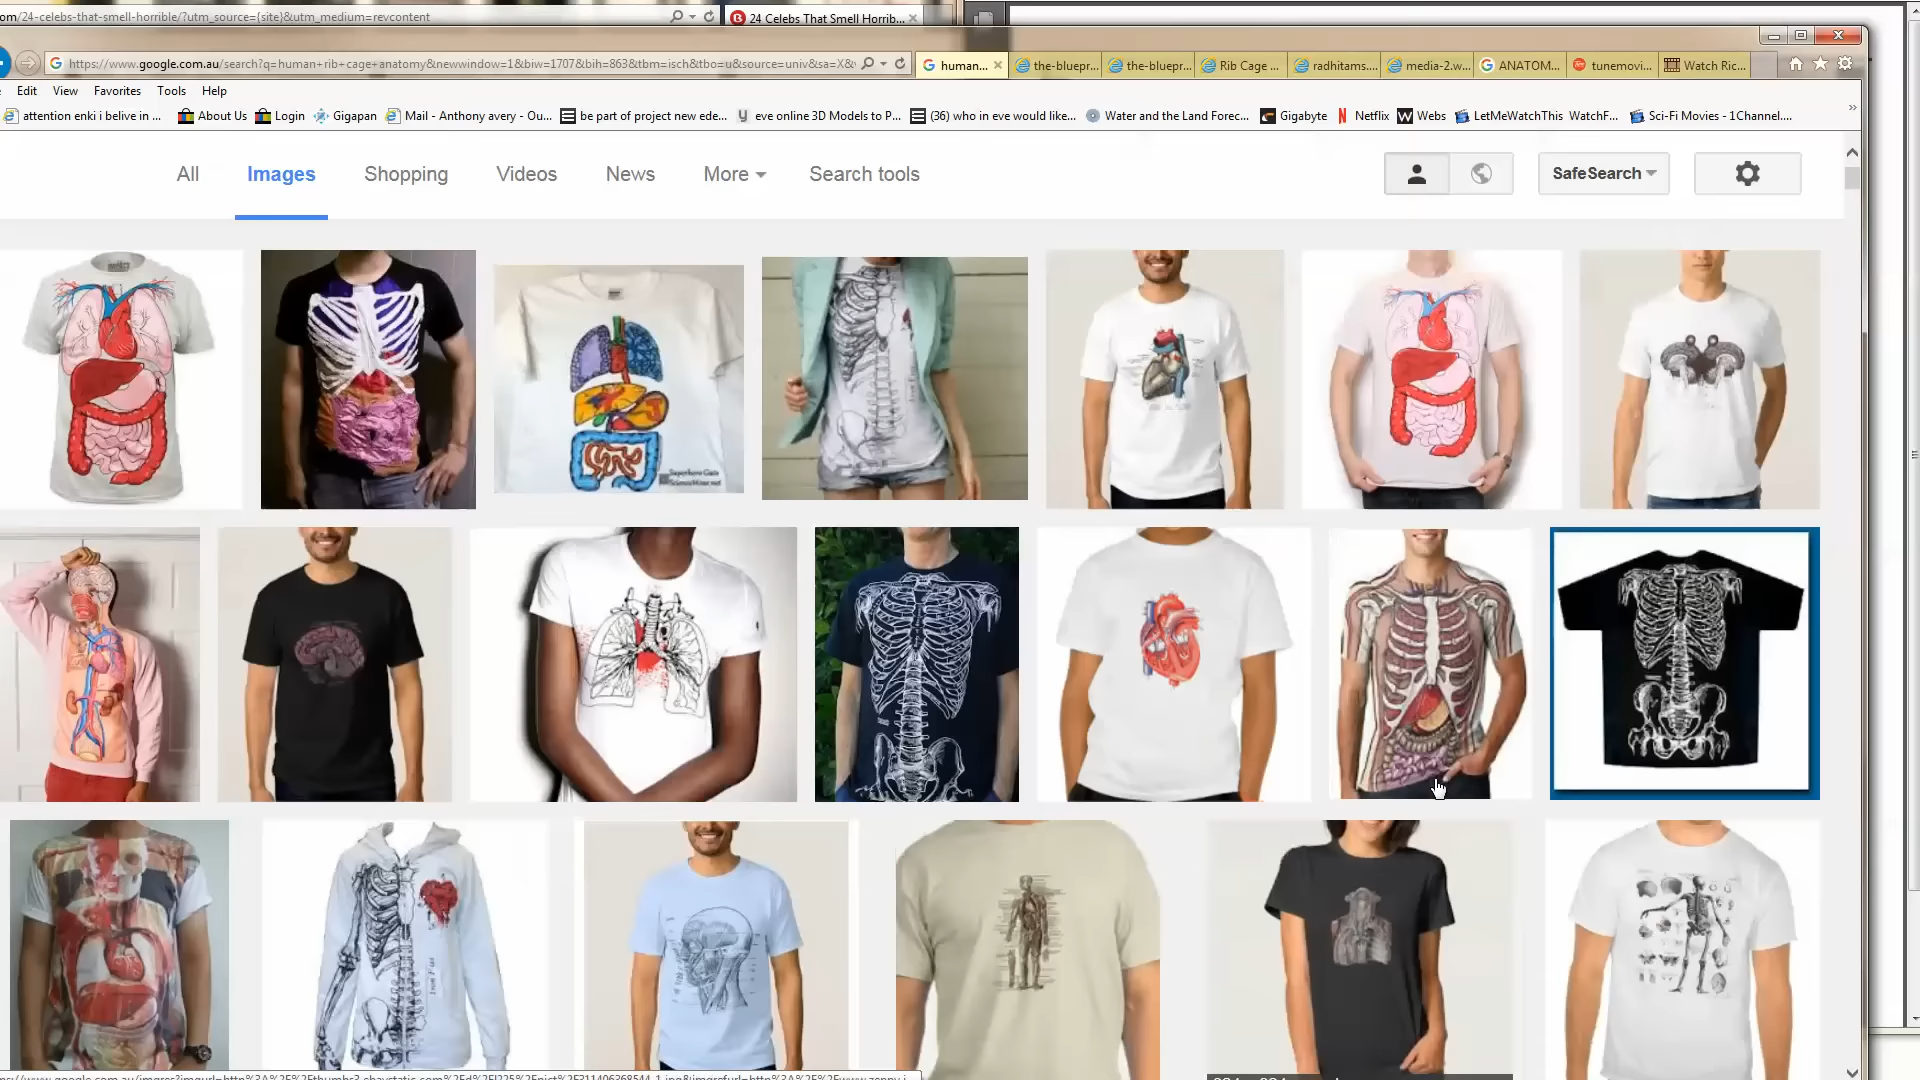 om/24-celebs-that-smell-horrible/?utm_source={site}&utm_medium=revcontent
24 Celebs That Smell Horrib...
https://www.google.com.au/search?q=human+rib+cage+anatomy&newwindow=1&biw=1707&bih=863&tbm=isch&tbo=u&source=univ&sa=X&
human...
the-bluepr...
the-bluepr...
Rib Cage ...
radhitams....
media-2.w...
ANATOM...
tunemovi...
Watch Ric...
Edit View Favorites Tools Help
attention enki i belive in ...
About Us
Login
Gigapan
Mail - Anthony avery - Ou...
be part of project new ede...
eve online 3D Models to P...
(36) who in eve would like...
Water and the Land Forec...
Gigabyte
Netflix
Webs
LetMeWatchThis WatchF...
Sci-Fi Movies - 1Channel....
All Images Shopping Videos News More Search tools
SafeSearch